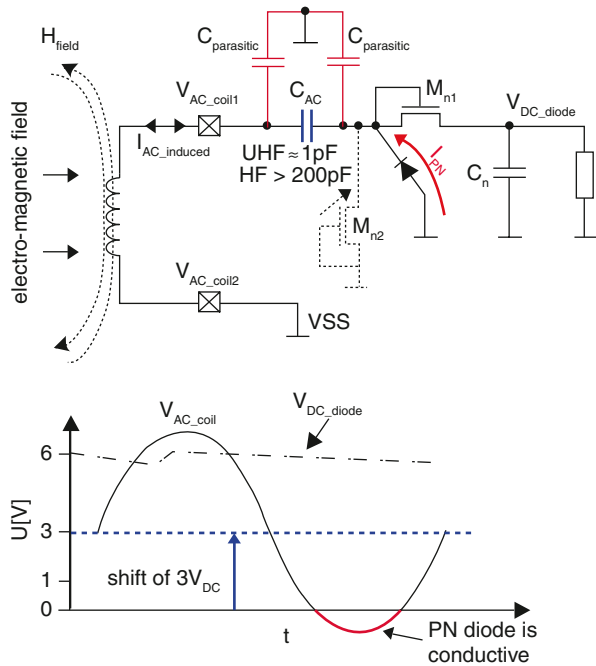 H_field
C_parasitic
C_parasitic
V_AC_coil1
C_AC
M_n1
V_DC_diode
I_AC_induced
UHF ≈ 1pF
HF > 200pF
I_PN
C_n
M_n2
electro-magnetic field
V_AC_coil2
VSS
V_AC_coil
V_DC_diode
U[V]
6
3
1
0
shift of 3V_DC
t
PN diode is
conductive